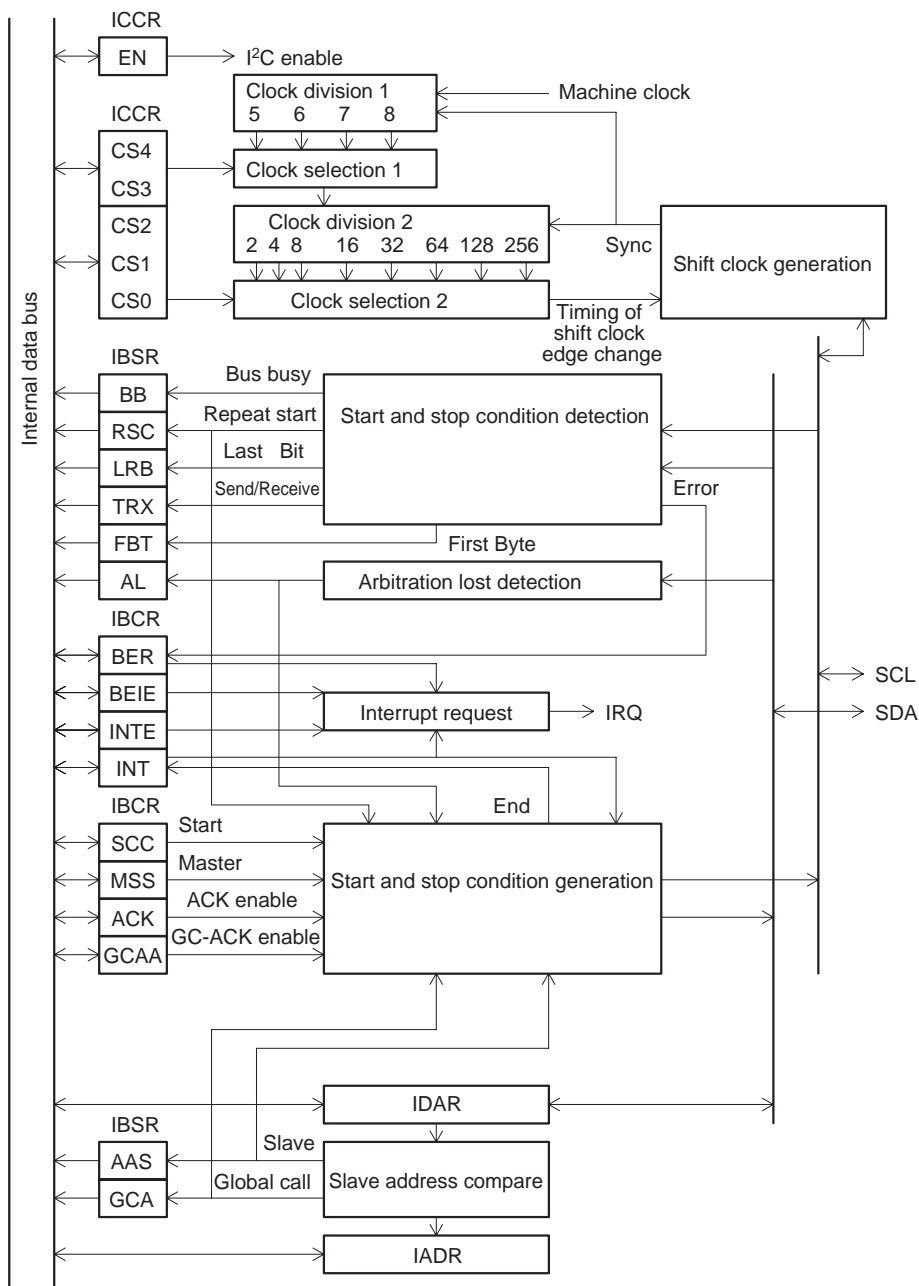 ICCR
EN
I²C enable
Clock division 1
5 6 7 8
Machine clock
ICCR
CS4
CS3
CS2
CS1
CS0
Clock selection 1
Clock division 2
2 4 8 16 32 64 128 256
Clock selection 2
Sync
Shift clock generation
Timing of
shift clock
edge change
Internal data bus
IBSR
BB
RSC
LRB
TRX
FBT
AL
Bus busy
Repeat start
Last Bit
Send/Receive
Start and stop condition detection
Error
First Byte
Arbitration lost detection
IBCR
BER
BEIE
INTE
INT
Interrupt request
IRQ
SCL
SDA
End
IBCR
SCC
MSS
ACK
GCAA
Start
Master
ACK enable
GC-ACK enable
Start and stop condition generation
IDAR
IBSR
AAS
GCA
Slave
Global call
Slave address compare
IADR